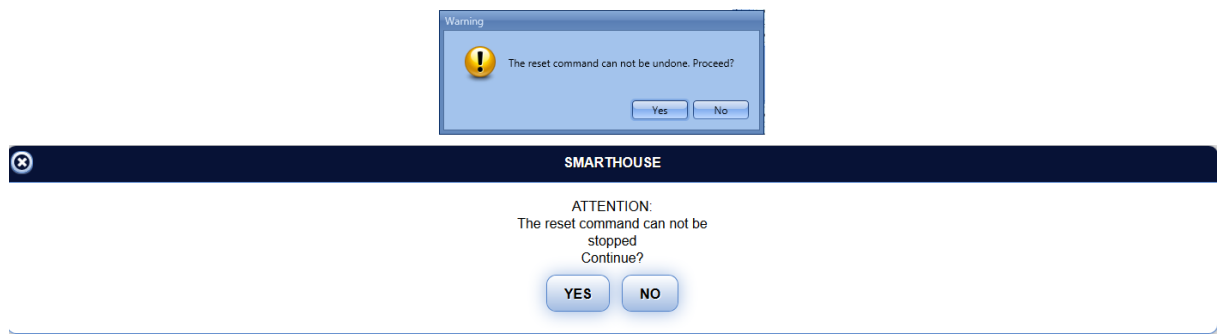 Warning
The reset command can not be undone. Proceed?
Yes No
SMARTHOUSE
ATTENTION:
The reset command can not be
stopped
Continue?
YES NO